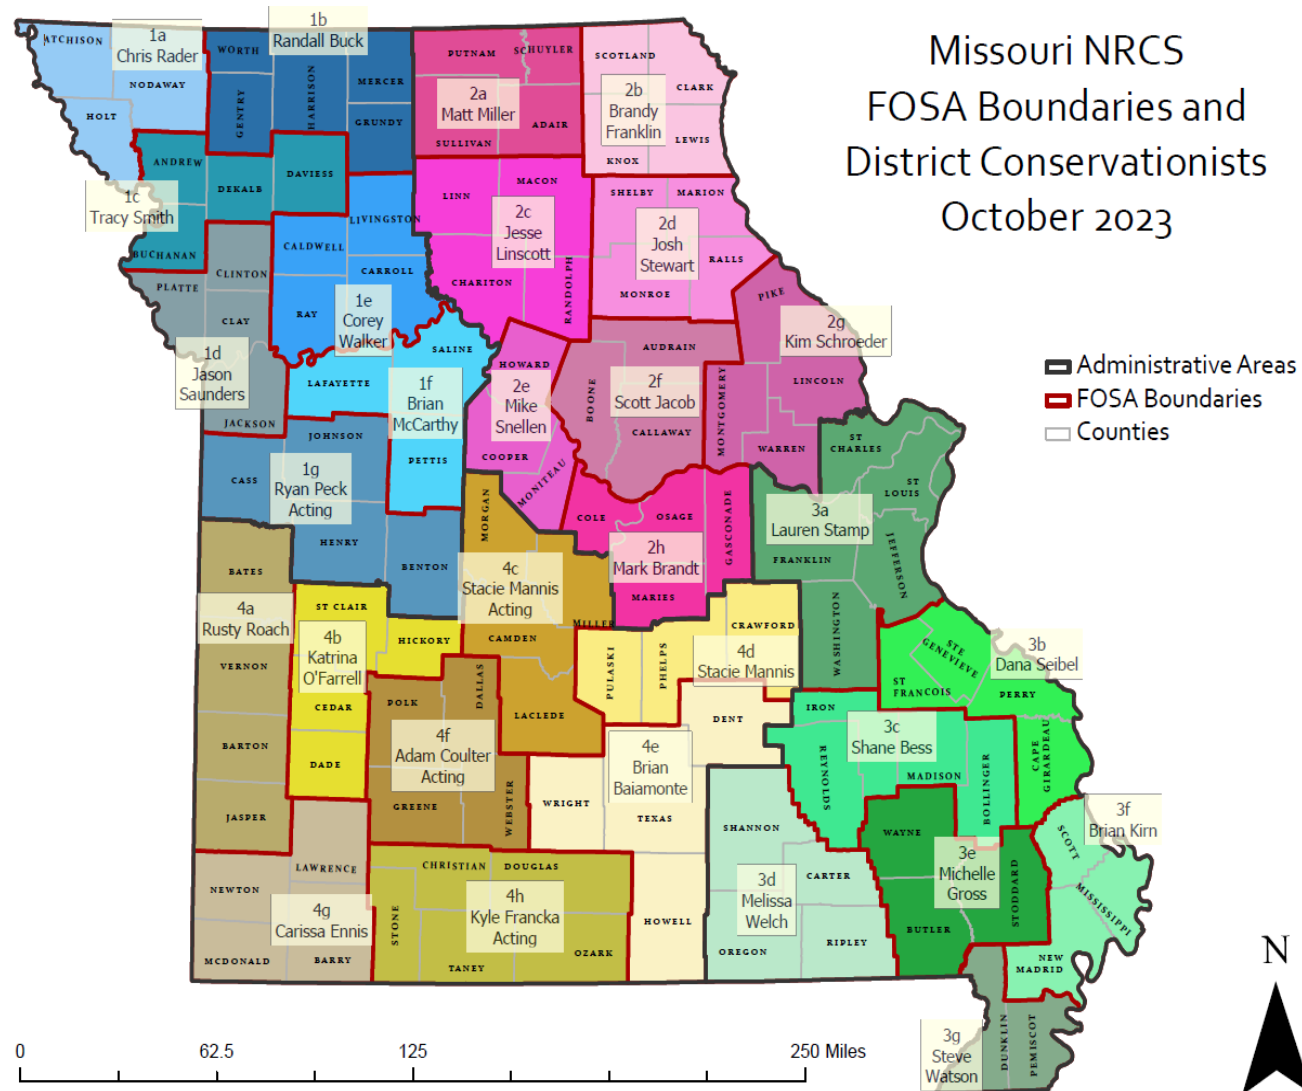 Missouri NRCS
FOSA Boundaries and
District Conservationists
October 2023
Administrative Areas
FOSA Boundaries
Counties
1a
Chris Rader
1b
Randall Buck
1c
Tracy Smith
1d
Jason
Saunders
1e
Corey
Walker
1f
Brian
McCarthy
1g
Ryan Peck
Acting
2a
Matt Miller
2b
Brandy
Franklin
2c
Jesse
Linscott
2d
Josh
Stewart
2e
Mike
Snellen
2f
Scott Jacob
2g
Kim Schroeder
2h
Mark Brandt
3a
Lauren Stamp
3b
Dana Seibel
3c
Shane Bess
3d
Melissa
Welch
3e
Michelle
Gross
3f
Brian Kirn
3g
Steve
Watson
4a
Rusty Roach
4b
Katrina
O'Farrell
4c
Stacie Mannis
Acting
4d
Stacie Mannis
4e
Brian
Baiamonte
4f
Adam Coulter
Acting
4g
Carissa Ennis
4h
Kyle Francka
Acting
ATCHISON
NODAWAY
HOLT
WORTH
GENTRY
HARRISON
MERCER
GRUNDY
ANDREW
DEKALB
DAVIESS
BUCHANAN
PLATTE
CLINTON
CLAY
JACKSON
CALDWELL
LIVINGSTON
CARROLL
RAY
LAFAYETTE
SALINE
PETTIS
JOHNSON
CASS
HENRY
BENTON
PUTNAM
SCHUYLER
ADAIR
SULLIVAN
SCOTLAND
CLARK
LEWIS
KNOX
LINN
MACON
CHARITON
RANDOLPH
SHELBY
MARION
RALLS
MONROE
HOWARD
COOPER
MONITEAU
AUDRAIN
BOONE
CALLAWAY
PIKE
LINCOLN
MONTGOMERY
WARREN
COLE
OSAGE
GASCONADE
MARIES
ST
CHARLES
ST
LOUIS
FRANKLIN
JEFFERSON
WASHINGTON
STE
GENEVIEVE
ST
FRANCOIS
PERRY
CAPE
GIRARDEAU
IRON
REYNOLDS
MADISON
BOLLINGER
SHANNON
CARTER
OREGON
RIPLEY
WAYNE
BUTLER
STODDARD
SCOTT
MISSISSIPPI
NEW
MADRID
DUNKLIN
PEMISCOT
BATES
VERNON
BARTON
JASPER
ST CLAIR
HICKORY
CEDAR
DADE
MORGAN
MILLER
CAMDEN
LACLEDE
PULASKI
PHELPS
CRAWFORD
DENT
WRIGHT
TEXAS
HOWELL
POLK
DALLAS
GREENE
WEBSTER
LAWRENCE
NEWTON
MCDONALD
BARRY
CHRISTIAN
DOUGLAS
STONE
TANEY
OZARK
0
62.5
125
250 Miles
N